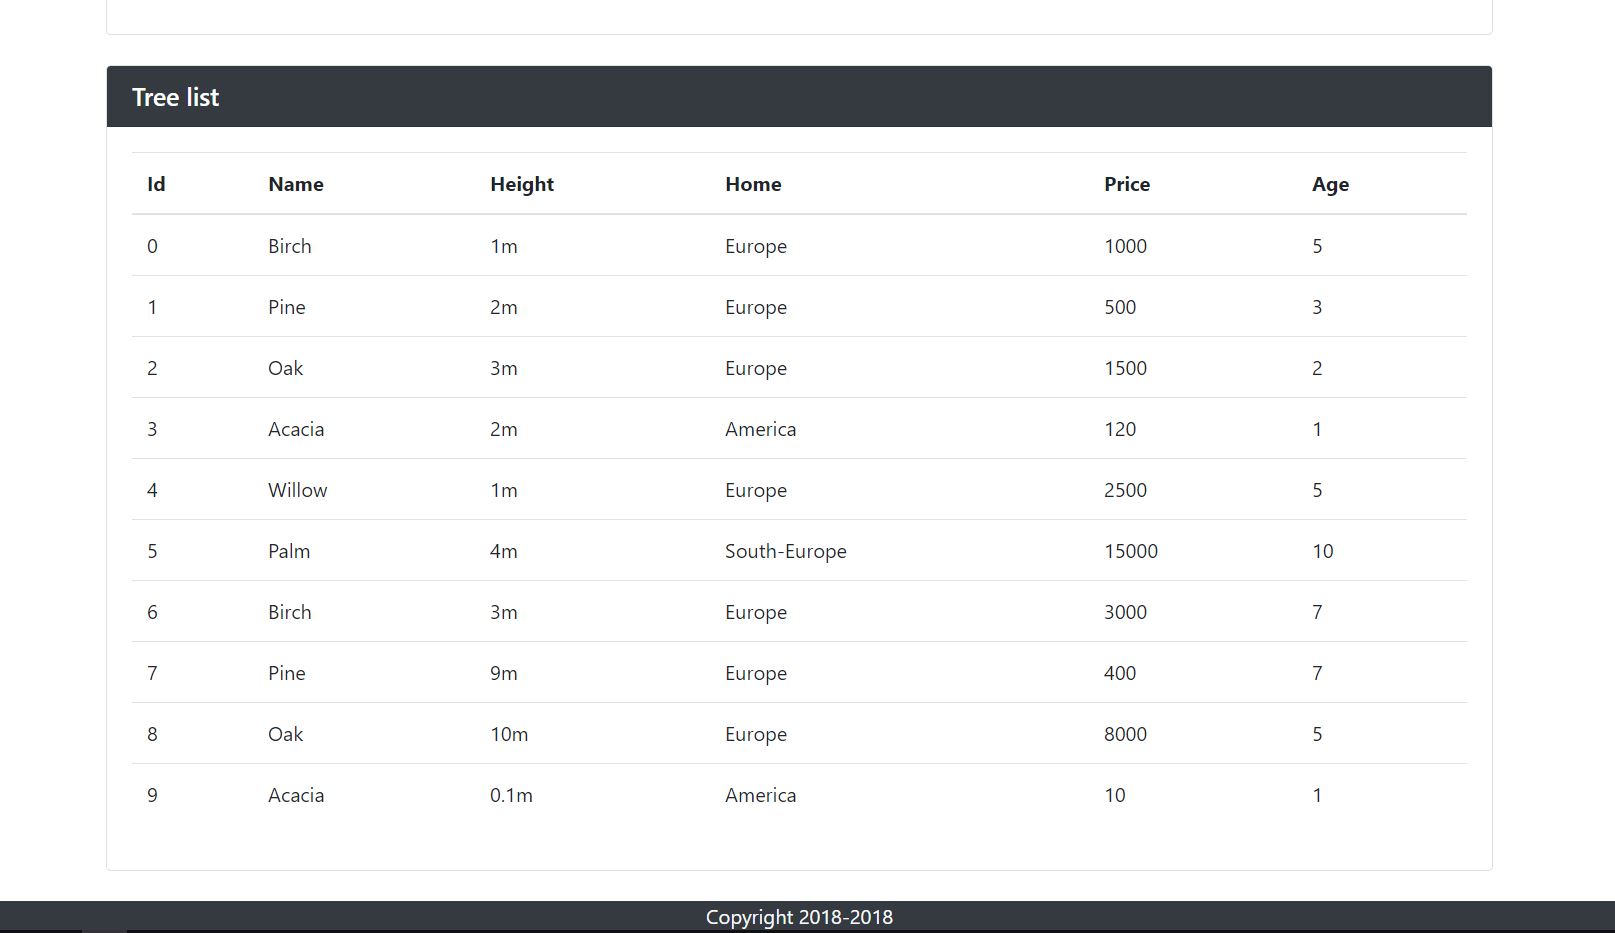 Tree list
Id Name Height Home Price Age
0 Birch 1m Europe 1000 5
1 Pine 2m Europe 500 3
2 Oak 3m Europe 1500 2
3 Acacia 2m America 120 1
4 Willow 1m Europe 2500 5
5 Palm 4m South-Europe 15000 10
6 Birch 3m Europe 3000 7
7 Pine 9m Europe 400 7
8 Oak 10m Europe 8000 5
9 Acacia 0.1m America 10 1
Copyright 2018-2018